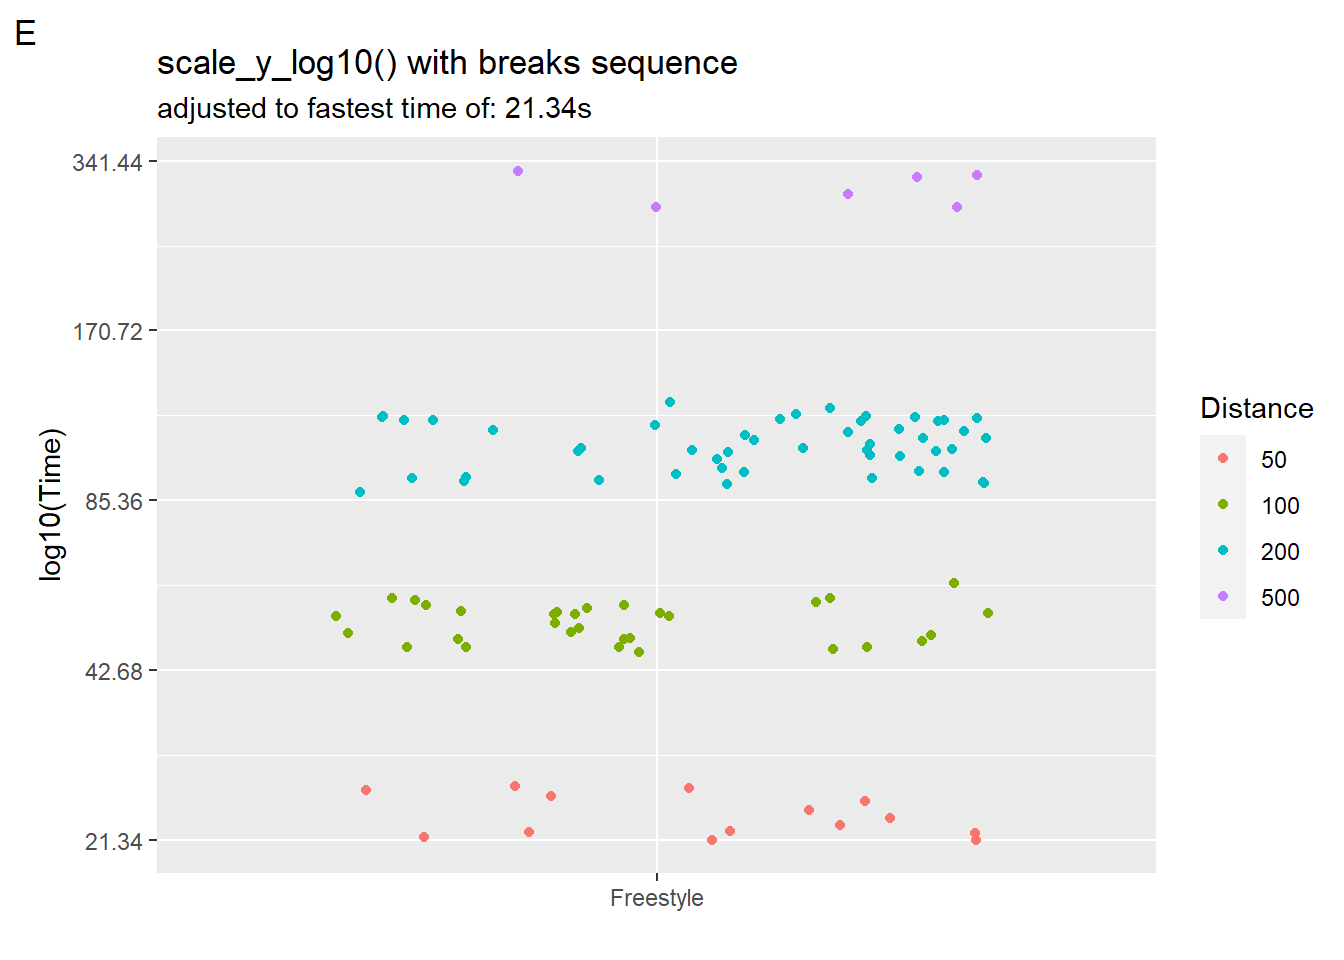 E
scale_y_log10() with breaks sequence
adjusted to fastest time of: 21.34s
341.44
170.72
85.36
42.68
21.34
log10(Time)
Freestyle
Distance
50
100
200
500